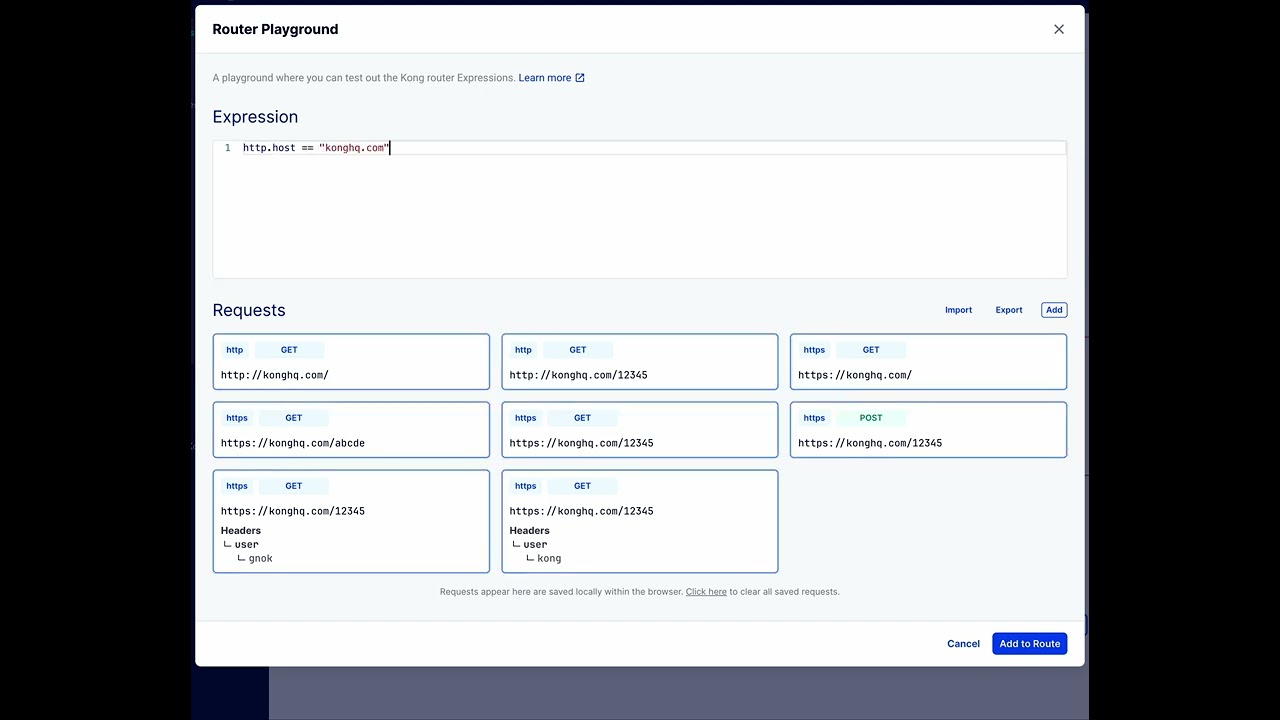 Router Playground
A playground where you can test out the Kong router Expressions. Learn more
Expression
1 http.host == "konghq.com"
Requests
Import Export Add
http GET
http://konghq.com/
http GET
http://konghq.com/12345
https GET
https://konghq.com/
https GET
https://konghq.com/abcde
https GET
https://konghq.com/12345
https POST
https://konghq.com/12345
https GET
https://konghq.com/12345
Headers
user
gnok
https GET
https://konghq.com/12345
Headers
user
kong
Requests appear here are saved locally within the browser. Click here to clear all saved requests.
Cancel Add to Route